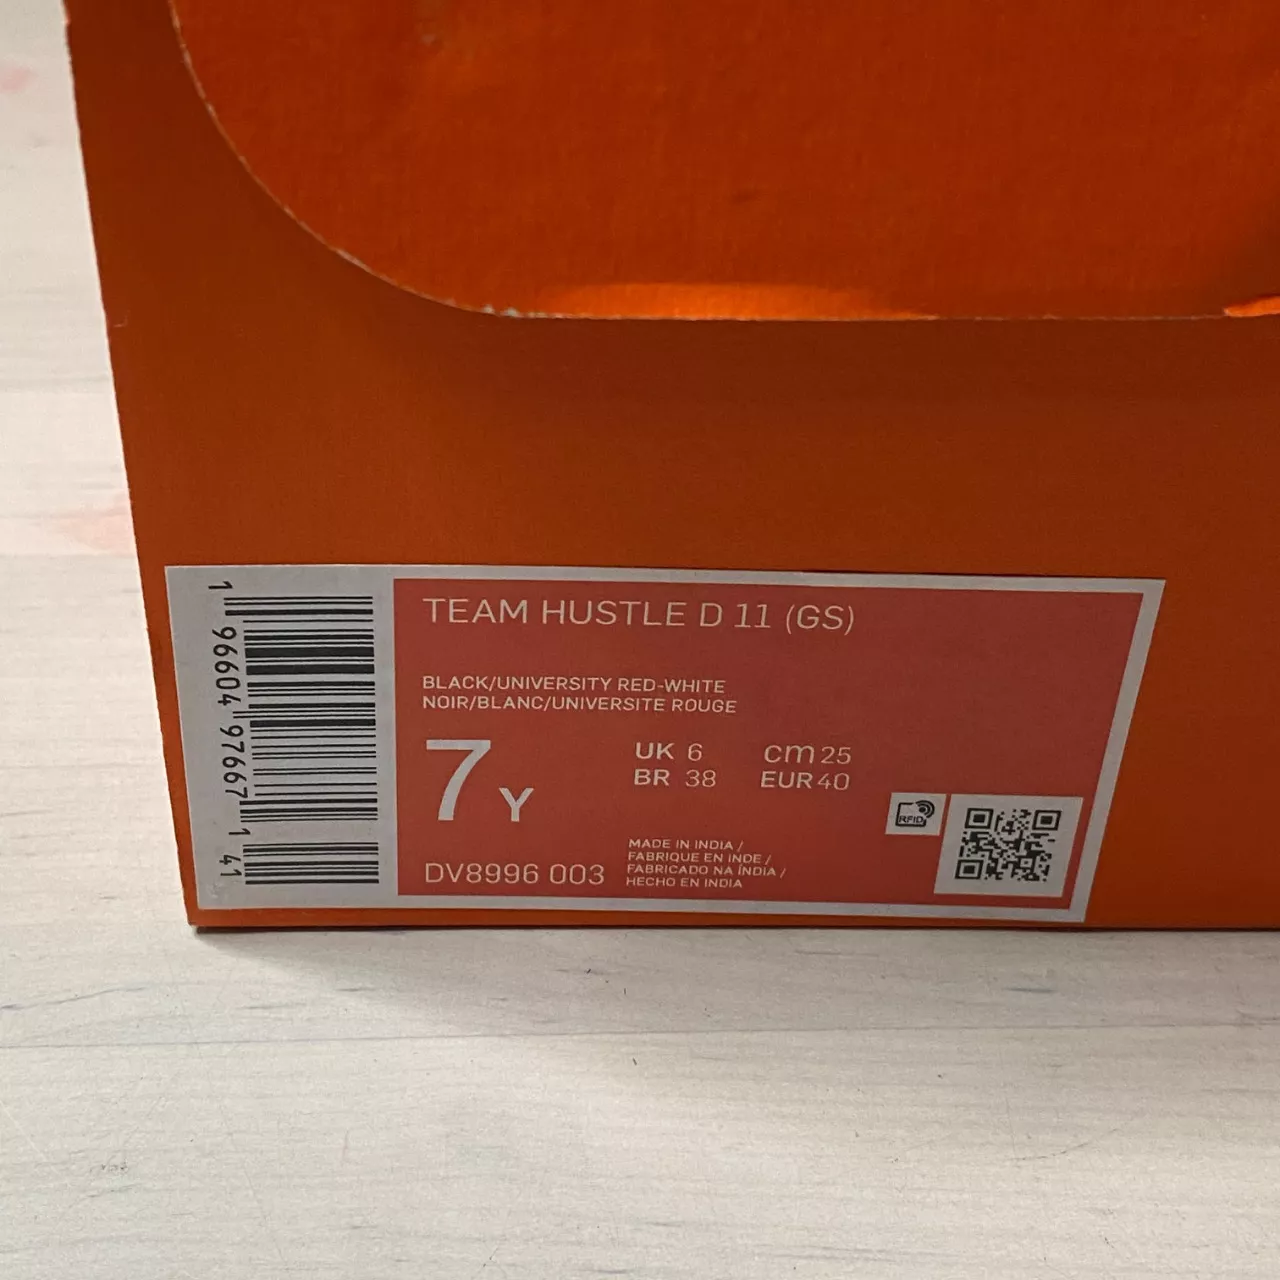 TEAM HUSTLE D 11 (GS)
BLACK/UNIVERSITY RED-WHITE
NOIR/BLANC/UNIVERSITE ROUGE
7 Y
UK 6 cm 25
BR 38 EUR 40
DV8996 003
MADE IN INDIA /
FABRIQUE EN INDE /
FABRICADO NA ÍNDIA /
HECHO EN INDIA
RFID
1 96604 97667 1 41